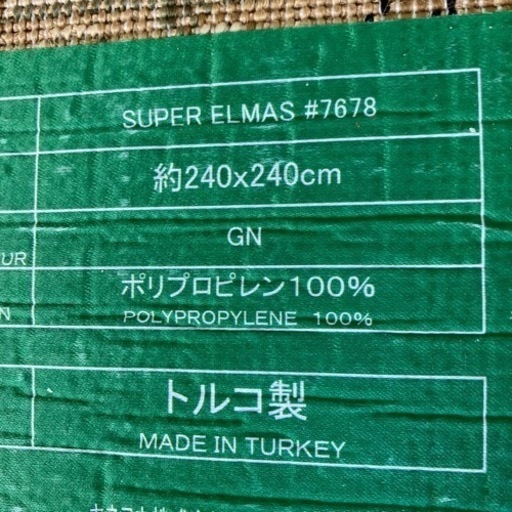 SUPER ELMAS #7678
約240x240cm
UR
GN
ポリプロピレン100%
N
POLYPROPYLENE 100%
トルコ製
MADE IN TURKEY